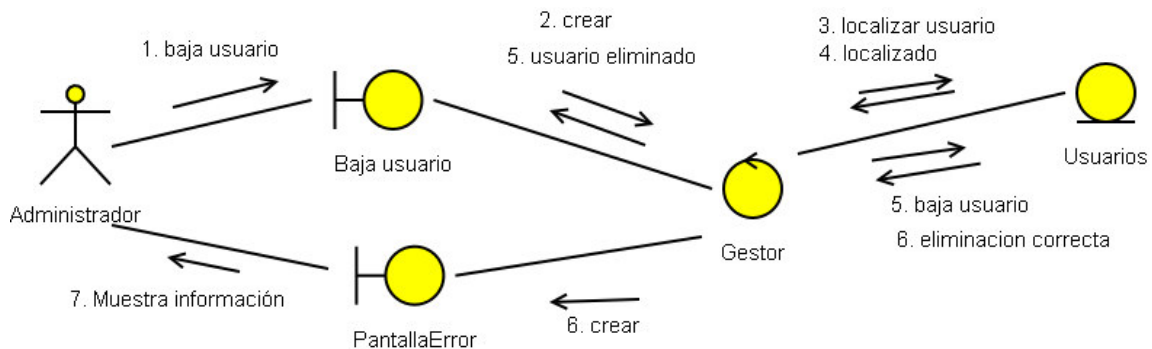 1. baja usuario
2. crear
5. usuario eliminado
3. localizar usuario
4. localizado
Baja usuario
Usuarios
Administrador
5. baja usuario
6. eliminacion correcta
Gestor
7. Muestra información
PantallaError
6. crear